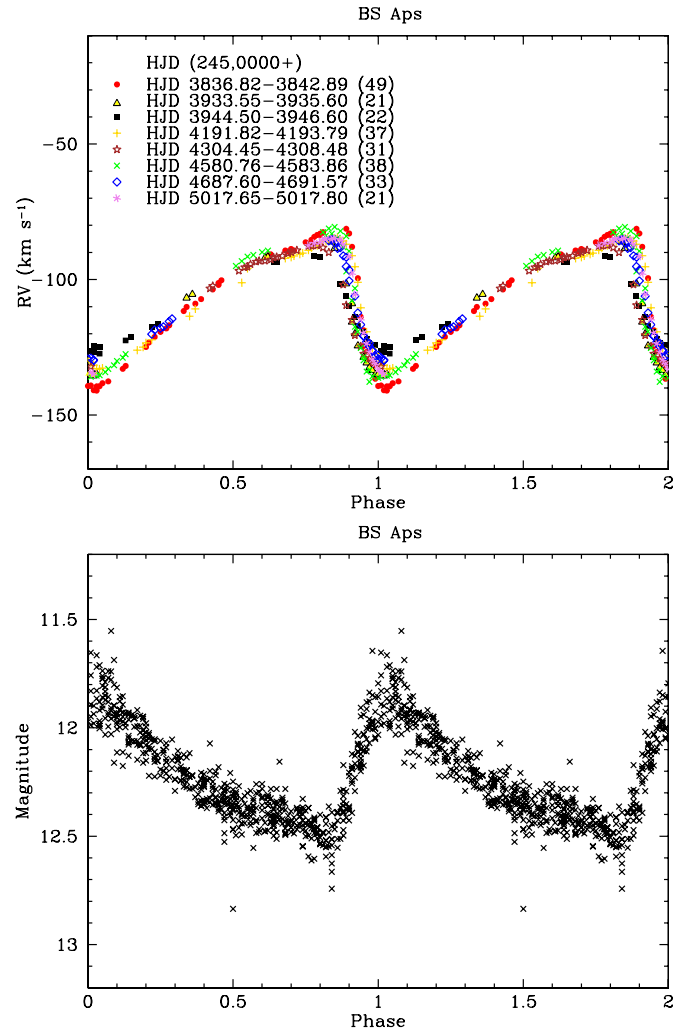 BS Aps
HJD (245,0000+)
HJD 3836.82−3842.89 (49)
HJD 3933.55−3935.60 (21)
HJD 3944.50−3946.60 (22)
HJD 4191.82−4193.79 (37)
HJD 4304.45−4308.48 (31)
HJD 4580.76−4583.86 (38)
HJD 4687.60−4691.57 (33)
HJD 5017.65−5017.80 (21)
−50
−100
−150
RV (km s⁻¹)
0 0.5 1 1.5 2
Phase
BS Aps
11.5
12
12.5
13
Magnitude
0 0.5 1 1.5 2
Phase